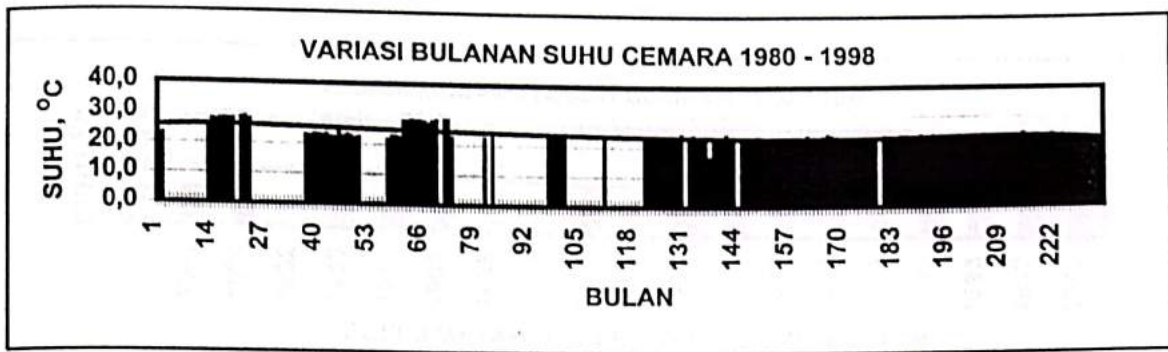 VARIASI BULANAN SUHU CEMARA 1980 - 1998
SUHU, °C
40,0
30,0
20,0
10,0
0,0
1 14 27 40 53 66 79 92 105 118 131 144 157 170 183 196 209 222
BULAN